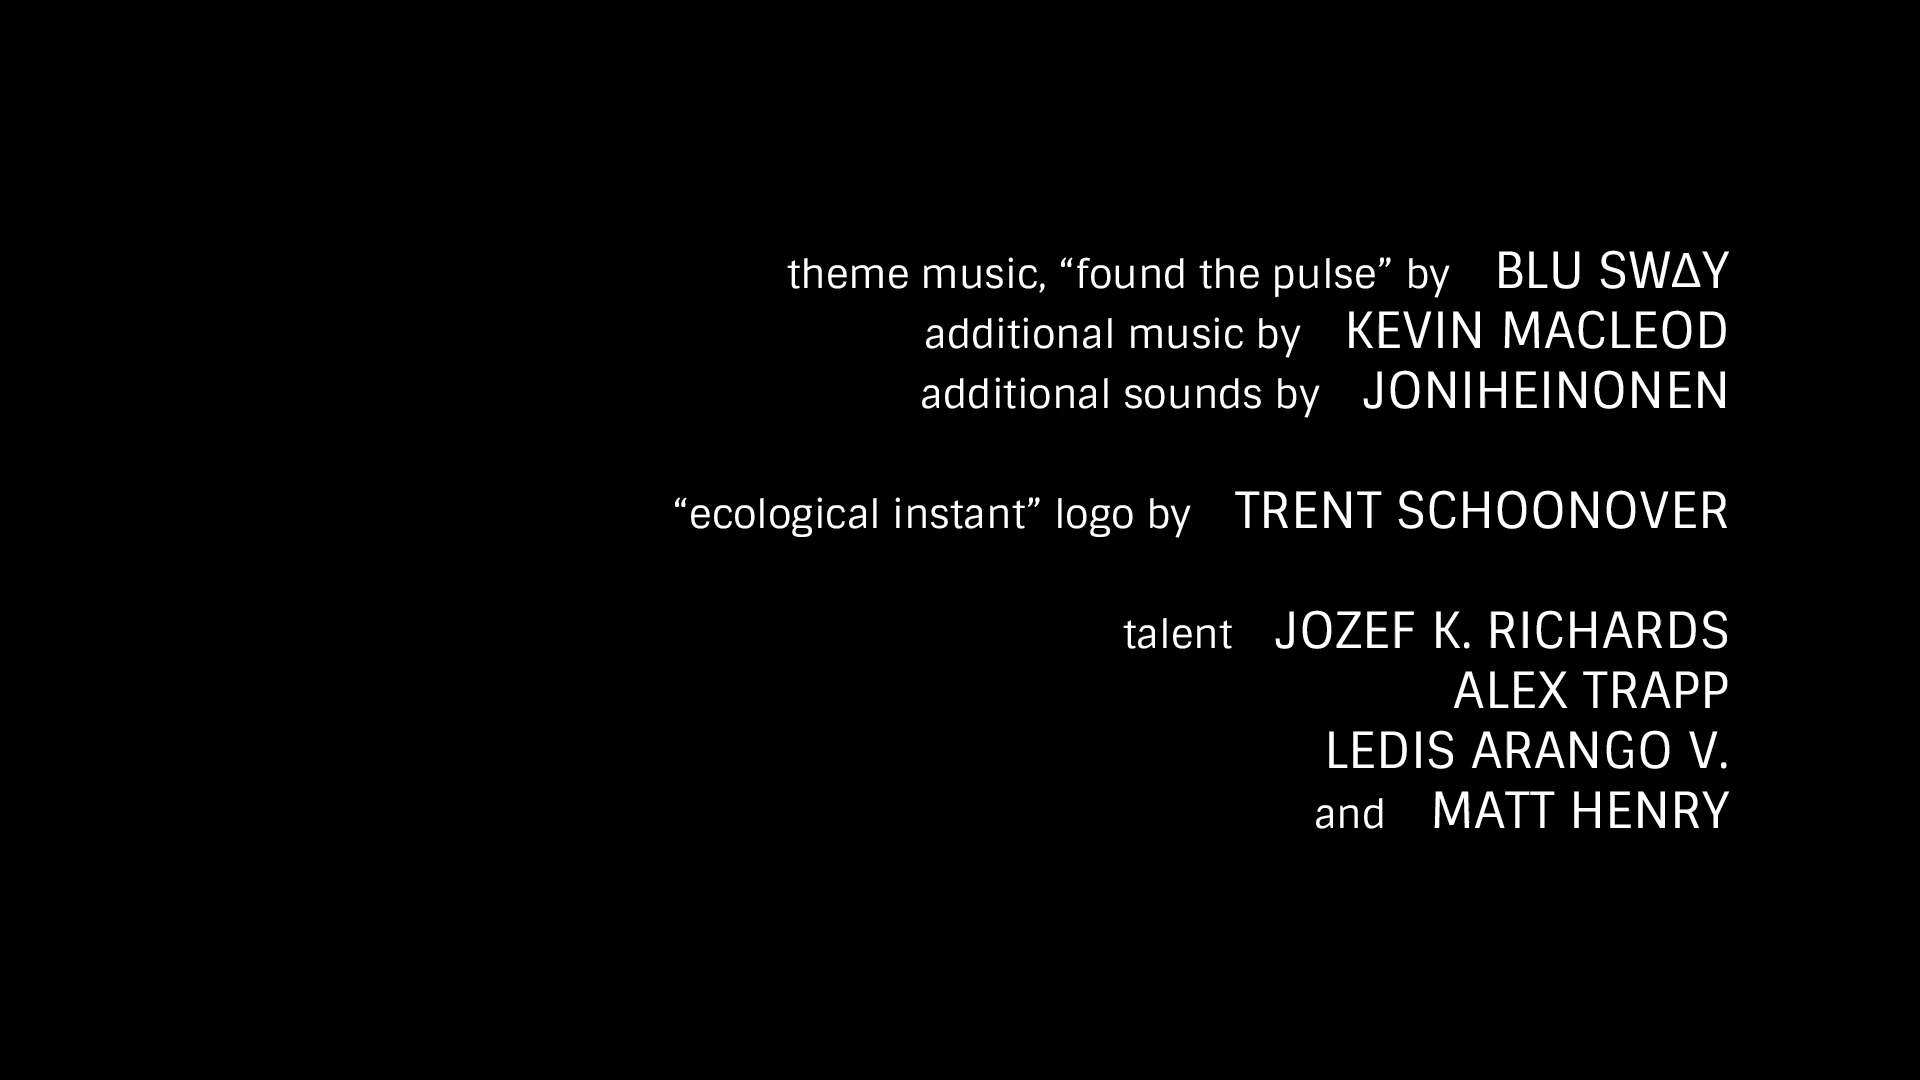 theme music, “found the pulse” by BLU SW∆Y
additional music by KEVIN MACLEOD
additional sounds by JONIHEINONEN
“ecological instant” logo by TRENT SCHOONOVER
talent JOZEF K. RICHARDS
ALEX TRAPP
LEDIS ARANGO V.
and MATT HENRY